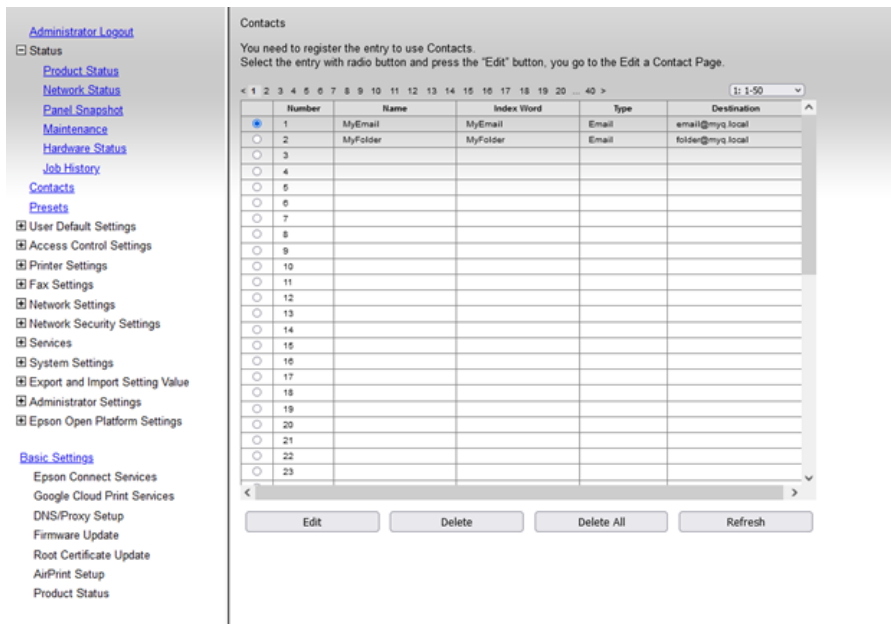 Administrator Logout
Status
Product Status
Network Status
Panel Snapshot
Maintenance
Hardware Status
Job History
Contacts
Presets
User Default Settings
Access Control Settings
Printer Settings
Fax Settings
Network Settings
Network Security Settings
Services
System Settings
Export and Import Setting Value
Administrator Settings
Epson Open Platform Settings
Basic Settings
Epson Connect Services
Google Cloud Print Services
DNS/Proxy Setup
Firmware Update
Root Certificate Update
AirPrint Setup
Product Status
Contacts
You need to register the entry to use Contacts.
Select the entry with radio button and press the "Edit" button, you go to the Edit a Contact Page.
< 1 2 3 4 5 6 7 8 9 10 11 12 13 14 15 16 17 18 19 20 ... 40 > 1: 1-50
Number Name Index Word Type Destination
1 MyEmail MyEmail Email email@myq.local
2 MyFolder MyFolder Email folder@myq.local
3
4
5
6
7
8
9
10
11
12
13
14
15
16
17
18
19
20
21
22
23
Edit Delete Delete All Refresh